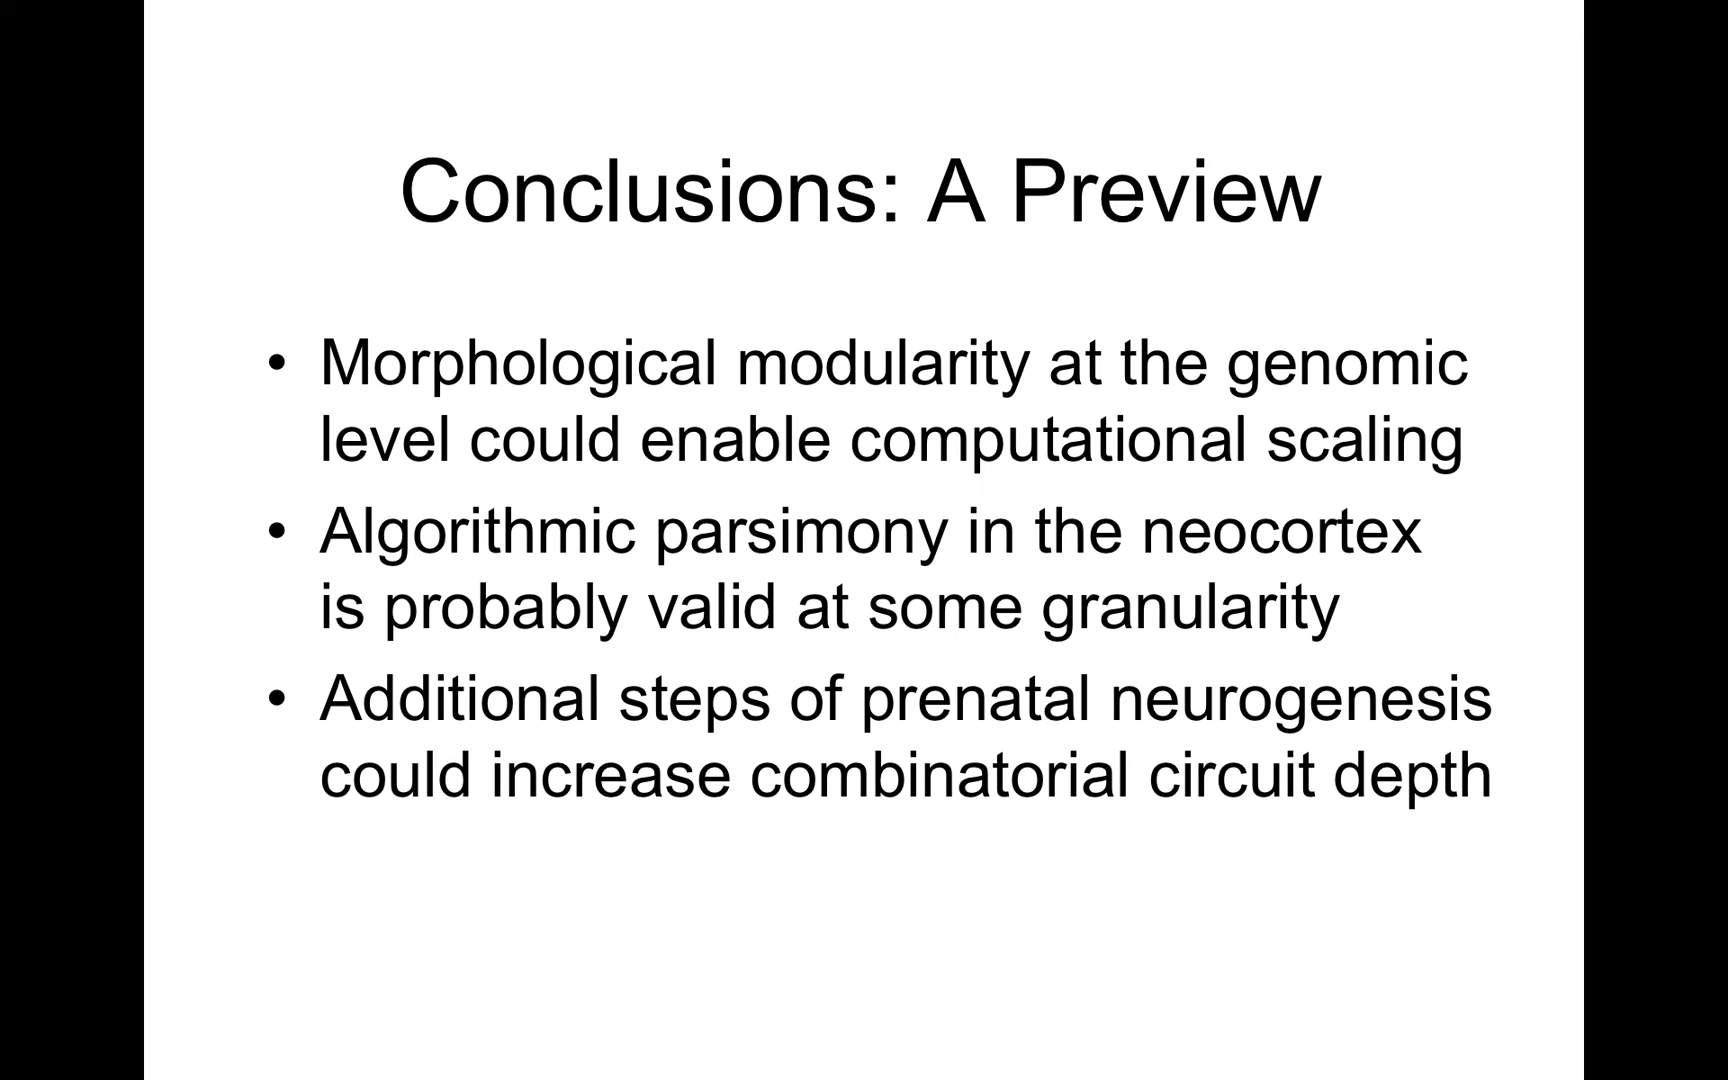 Conclusions: A Preview
• Morphological modularity at the genomic
level could enable computational scaling
• Algorithmic parsimony in the neocortex
is probably valid at some granularity
• Additional steps of prenatal neurogenesis
could increase combinatorial circuit depth